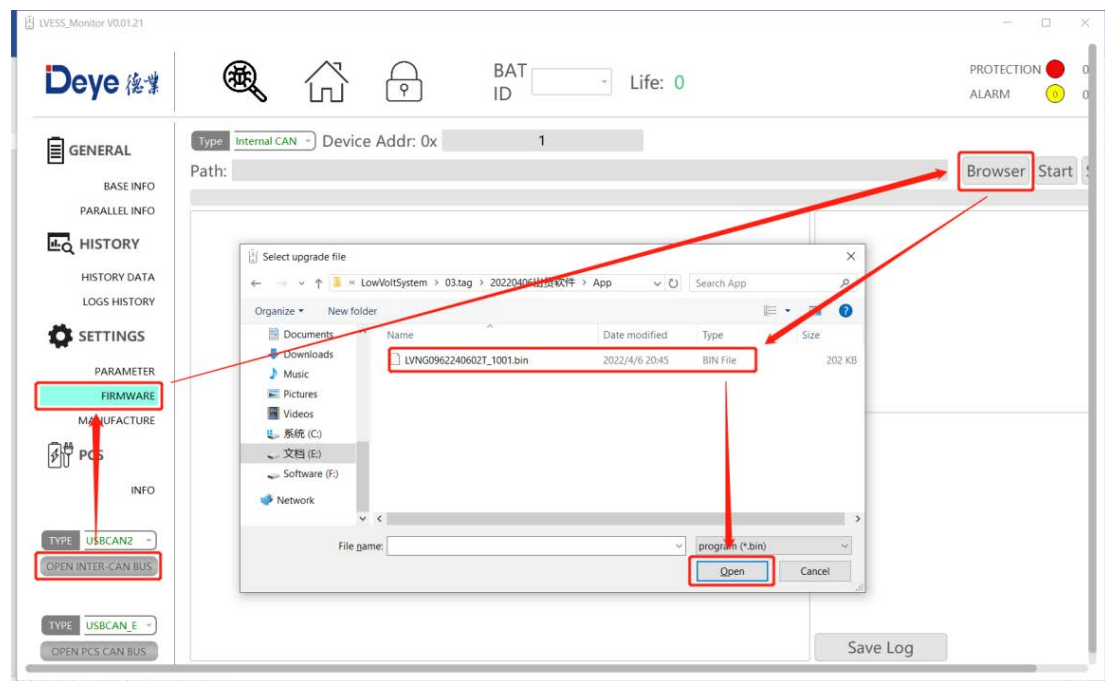 LVESS_Monitor V0.01.21
Deye 德業
BAT ID
Life: 0
PROTECTION 0
ALARM 0 0
GENERAL
BASE INFO
PARALLEL INFO
HISTORY
HISTORY DATA
LOGS HISTORY
SETTINGS
PARAMETER
FIRMWARE
MANUFACTURE
PCS
INFO
TYPE USBCAN2
OPEN INTER-CAN BUS
TYPE USBCAN_E
OPEN PCS CAN BUS
Type Internal CAN Device Addr: 0x 1
Path: Browser Start
Select upgrade file
« LowVoltSystem > 03.tag > 20220406出货软件 > App Search App
Organize New folder
Name Date modified Type Size
LVNG0962240602T_1001.bin 2022/4/6 20:45 BIN File 202 KB
Documents
Downloads
Music
Pictures
Videos
系统 (C:)
文档 (E:)
Software (F:)
Network
File name: program (*.bin)
Open Cancel
Save Log